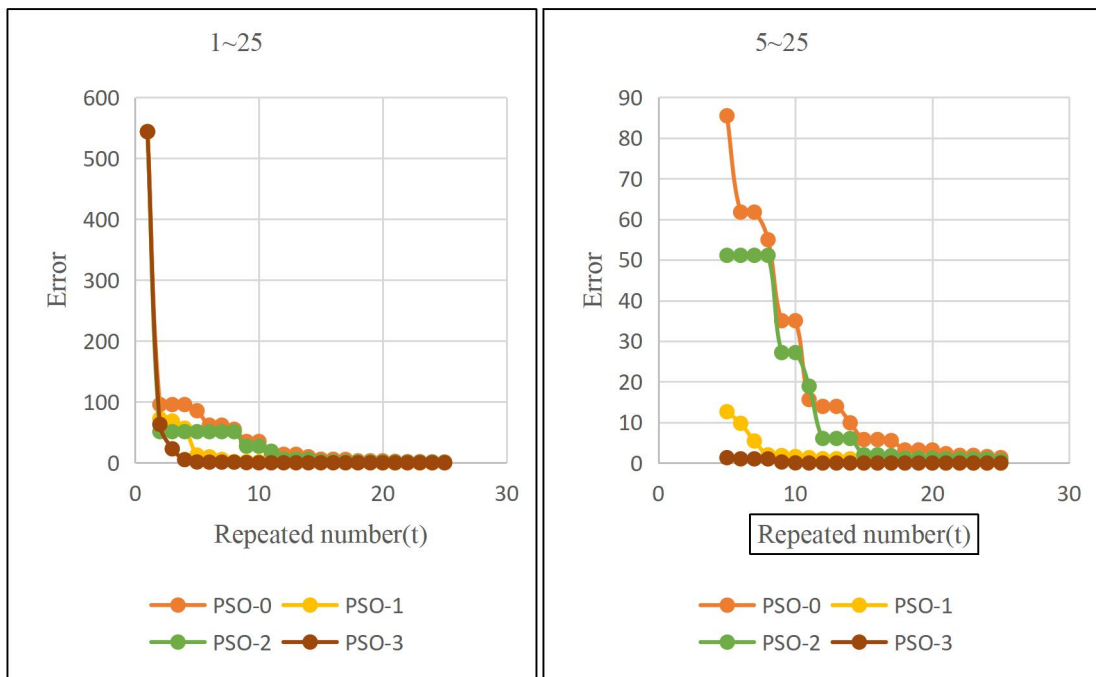 1~25
600
500
400
300
200
100
0
Error
0 10 20 30
Repeated number(t)
PSO-0 PSO-1
PSO-2 PSO-3
5~25
90
80
70
60
50
40
30
20
10
0
Error
0 10 20 30
Repeated number(t)
PSO-0 PSO-1
PSO-2 PSO-3